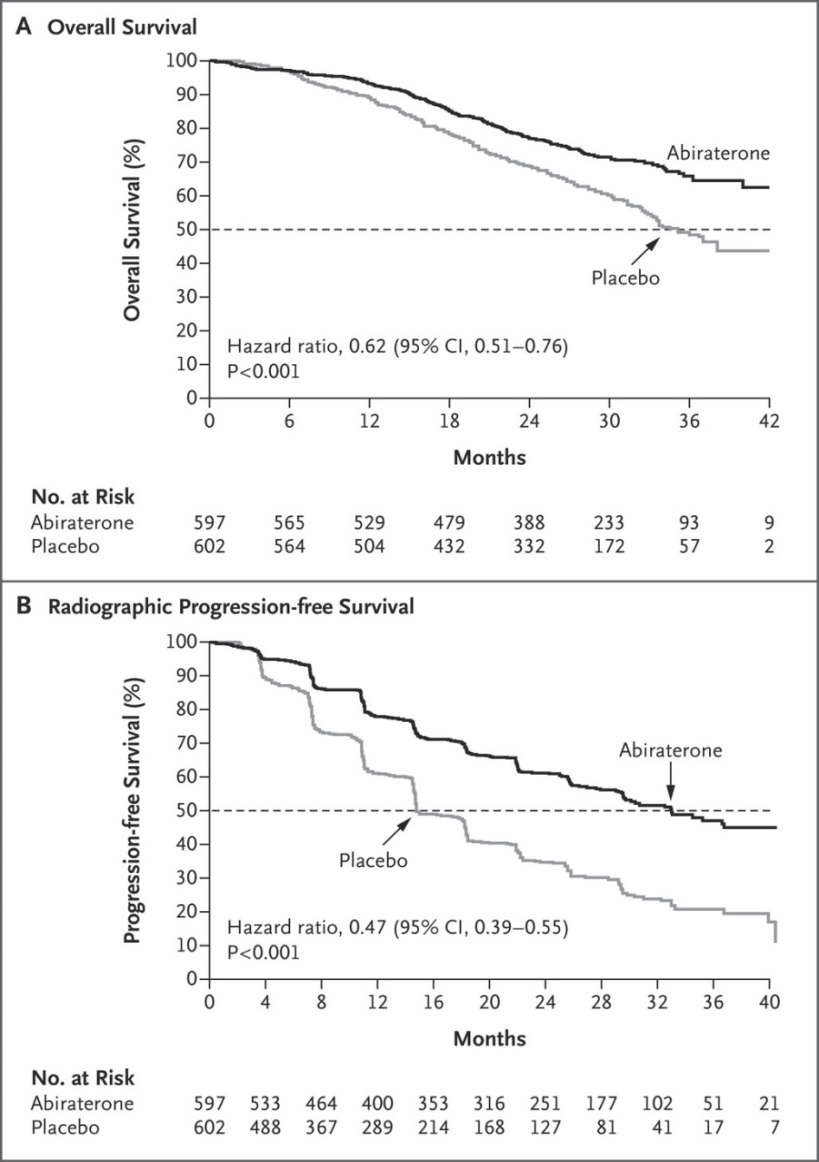 A Overall Survival
100
90
80
70
60
50
40
30
20
10
0
Overall Survival (%)
Abiraterone
Placebo
Hazard ratio, 0.62 (95% CI, 0.51–0.76)
P<0.001
0 6 12 18 24 30 36 42
Months
No. at Risk
Abiraterone 597 565 529 479 388 233 93 9
Placebo 602 564 504 432 332 172 57 2
B Radiographic Progression-free Survival
100
90
80
70
60
50
40
30
20
10
0
Progression-free Survival (%)
Abiraterone
Placebo
Hazard ratio, 0.47 (95% CI, 0.39–0.55)
P<0.001
0 4 8 12 16 20 24 28 32 36 40
Months
No. at Risk
Abiraterone 597 533 464 400 353 316 251 177 102 51 21
Placebo 602 488 367 289 214 168 127 81 41 17 7